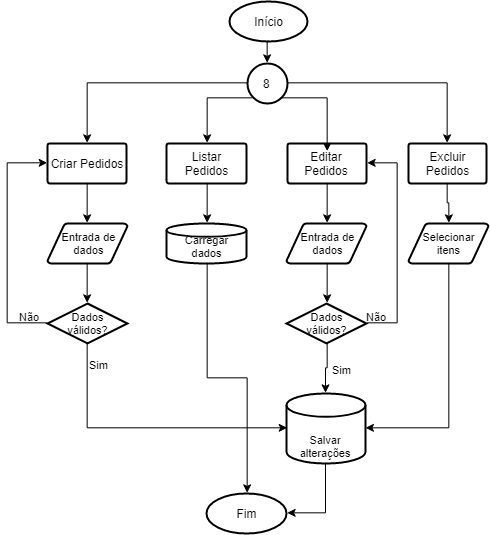 Início
8
Criar Pedidos
Listar
Pedidos
Editar
Pedidos
Excluir
Pedidos
Entrada de
dados
Carregar
dados
Entrada de
dados
Selecionar
itens
Não
Dados
válidos?
Dados
válidos?
Não
Sim
Sim
Salvar
alterações
Fim